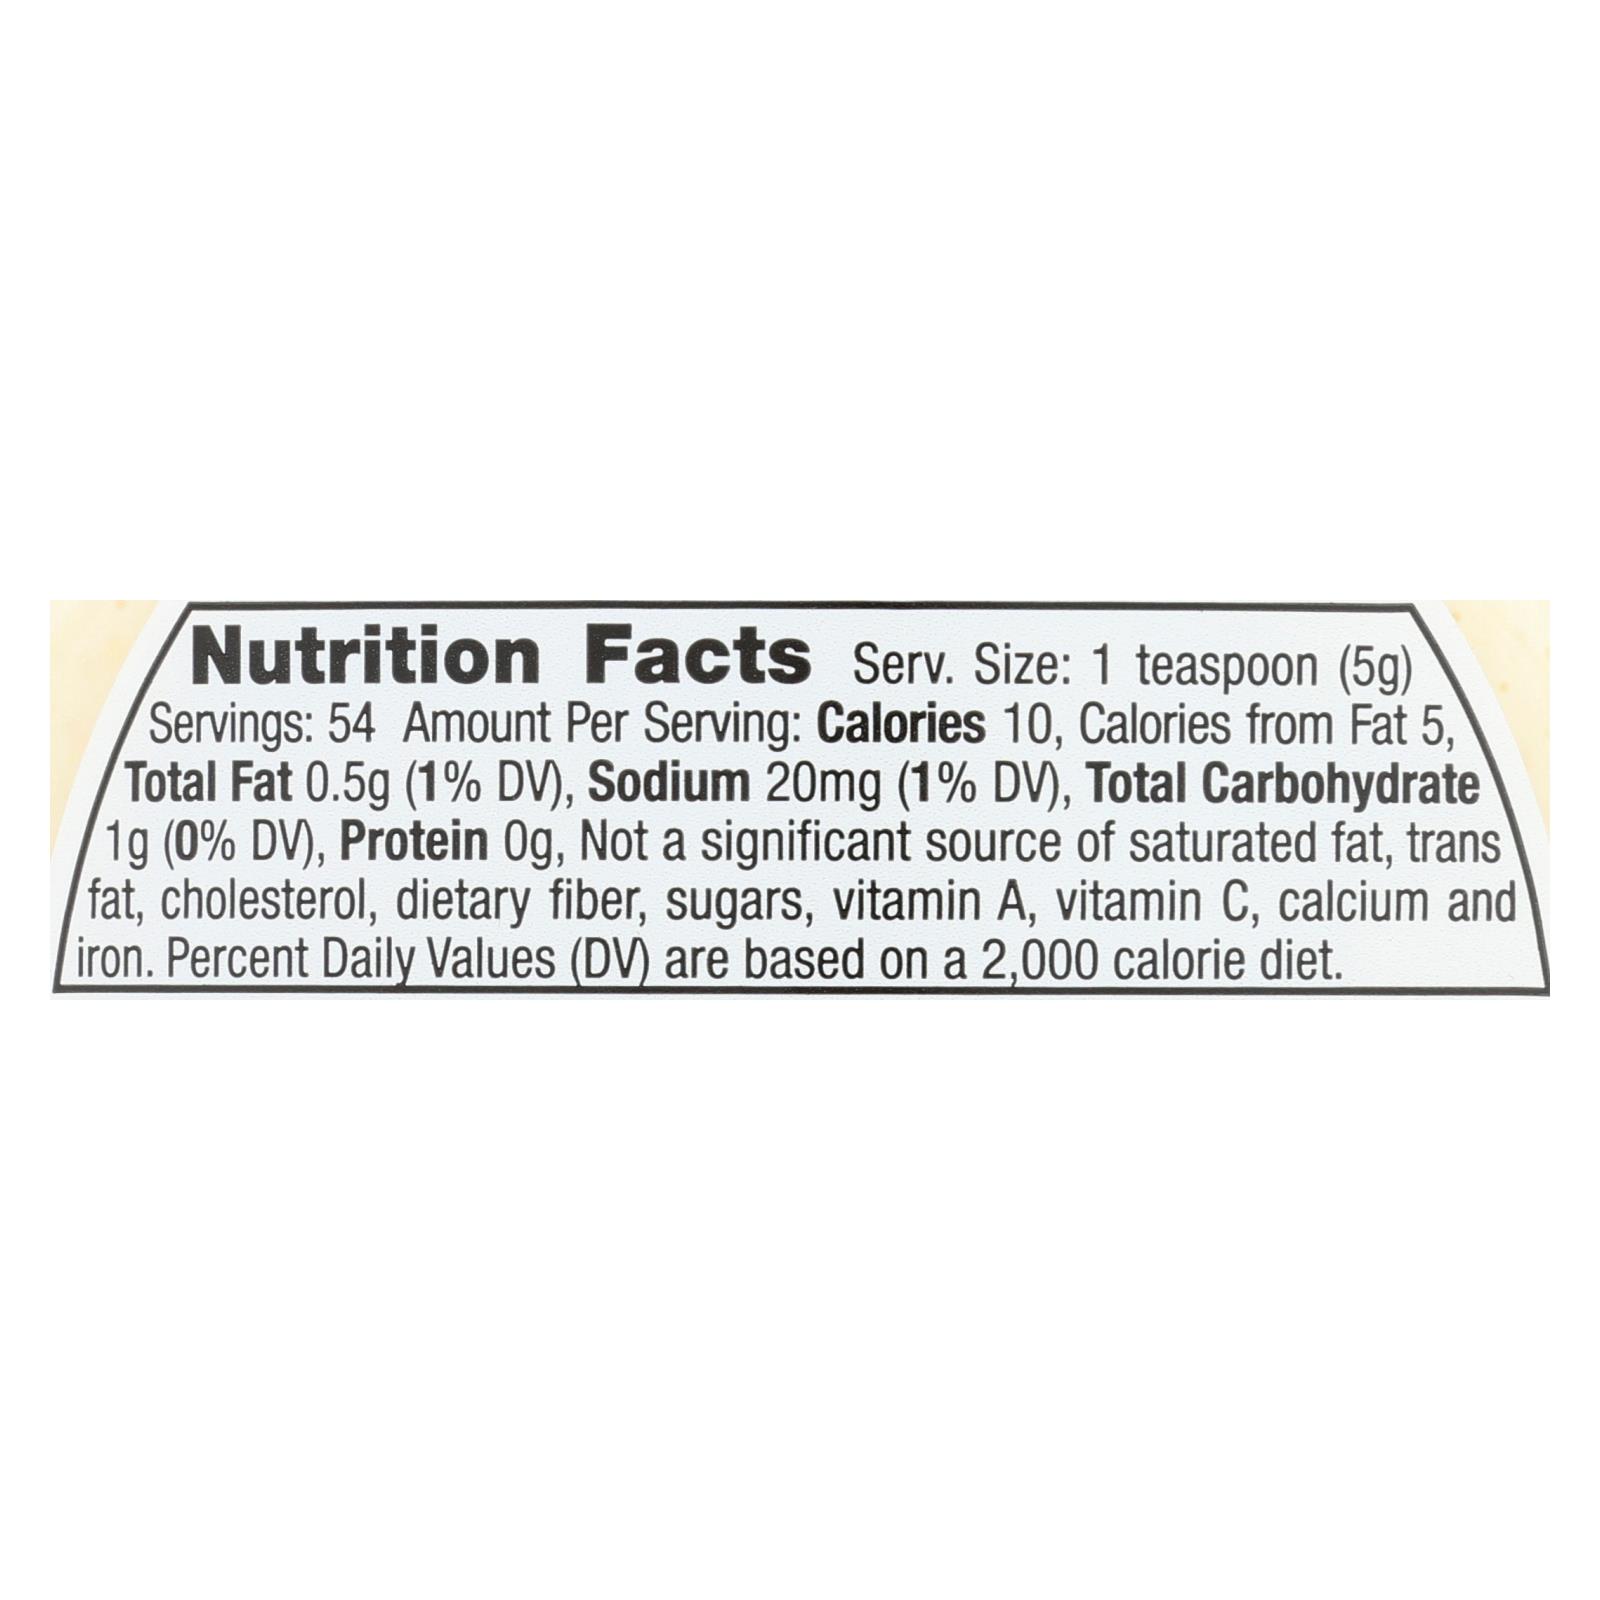 Nutrition Facts Serv. Size: 1 teaspoon (5g)
Servings: 54 Amount Per Serving: Calories 10, Calories from Fat 5,
Total Fat 0.5g (1% DV), Sodium 20mg (1% DV), Total Carbohydrate
1g (0% DV), Protein 0g, Not a significant source of saturated fat, trans
fat, cholesterol, dietary fiber, sugars, vitamin A, vitamin C, calcium and
iron. Percent Daily Values (DV) are based on a 2,000 calorie diet.